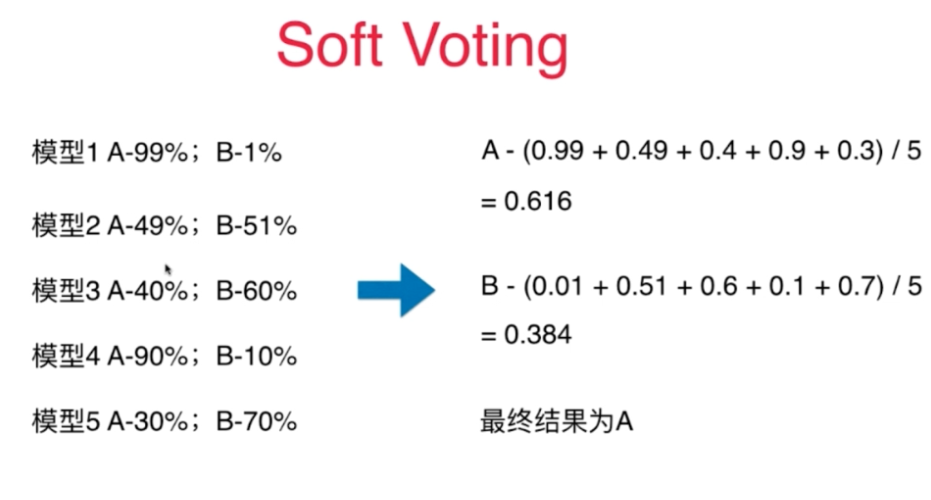 Soft Voting
模型1 A-99%；B-1%
模型2 A-49%；B-51%
模型3 A-40%；B-60%
模型4 A-90%；B-10%
模型5 A-30%；B-70%
A - (0.99 + 0.49 + 0.4 + 0.9 + 0.3) / 5
= 0.616
B - (0.01 + 0.51 + 0.6 + 0.1 + 0.7) / 5
= 0.384
最终结果为A